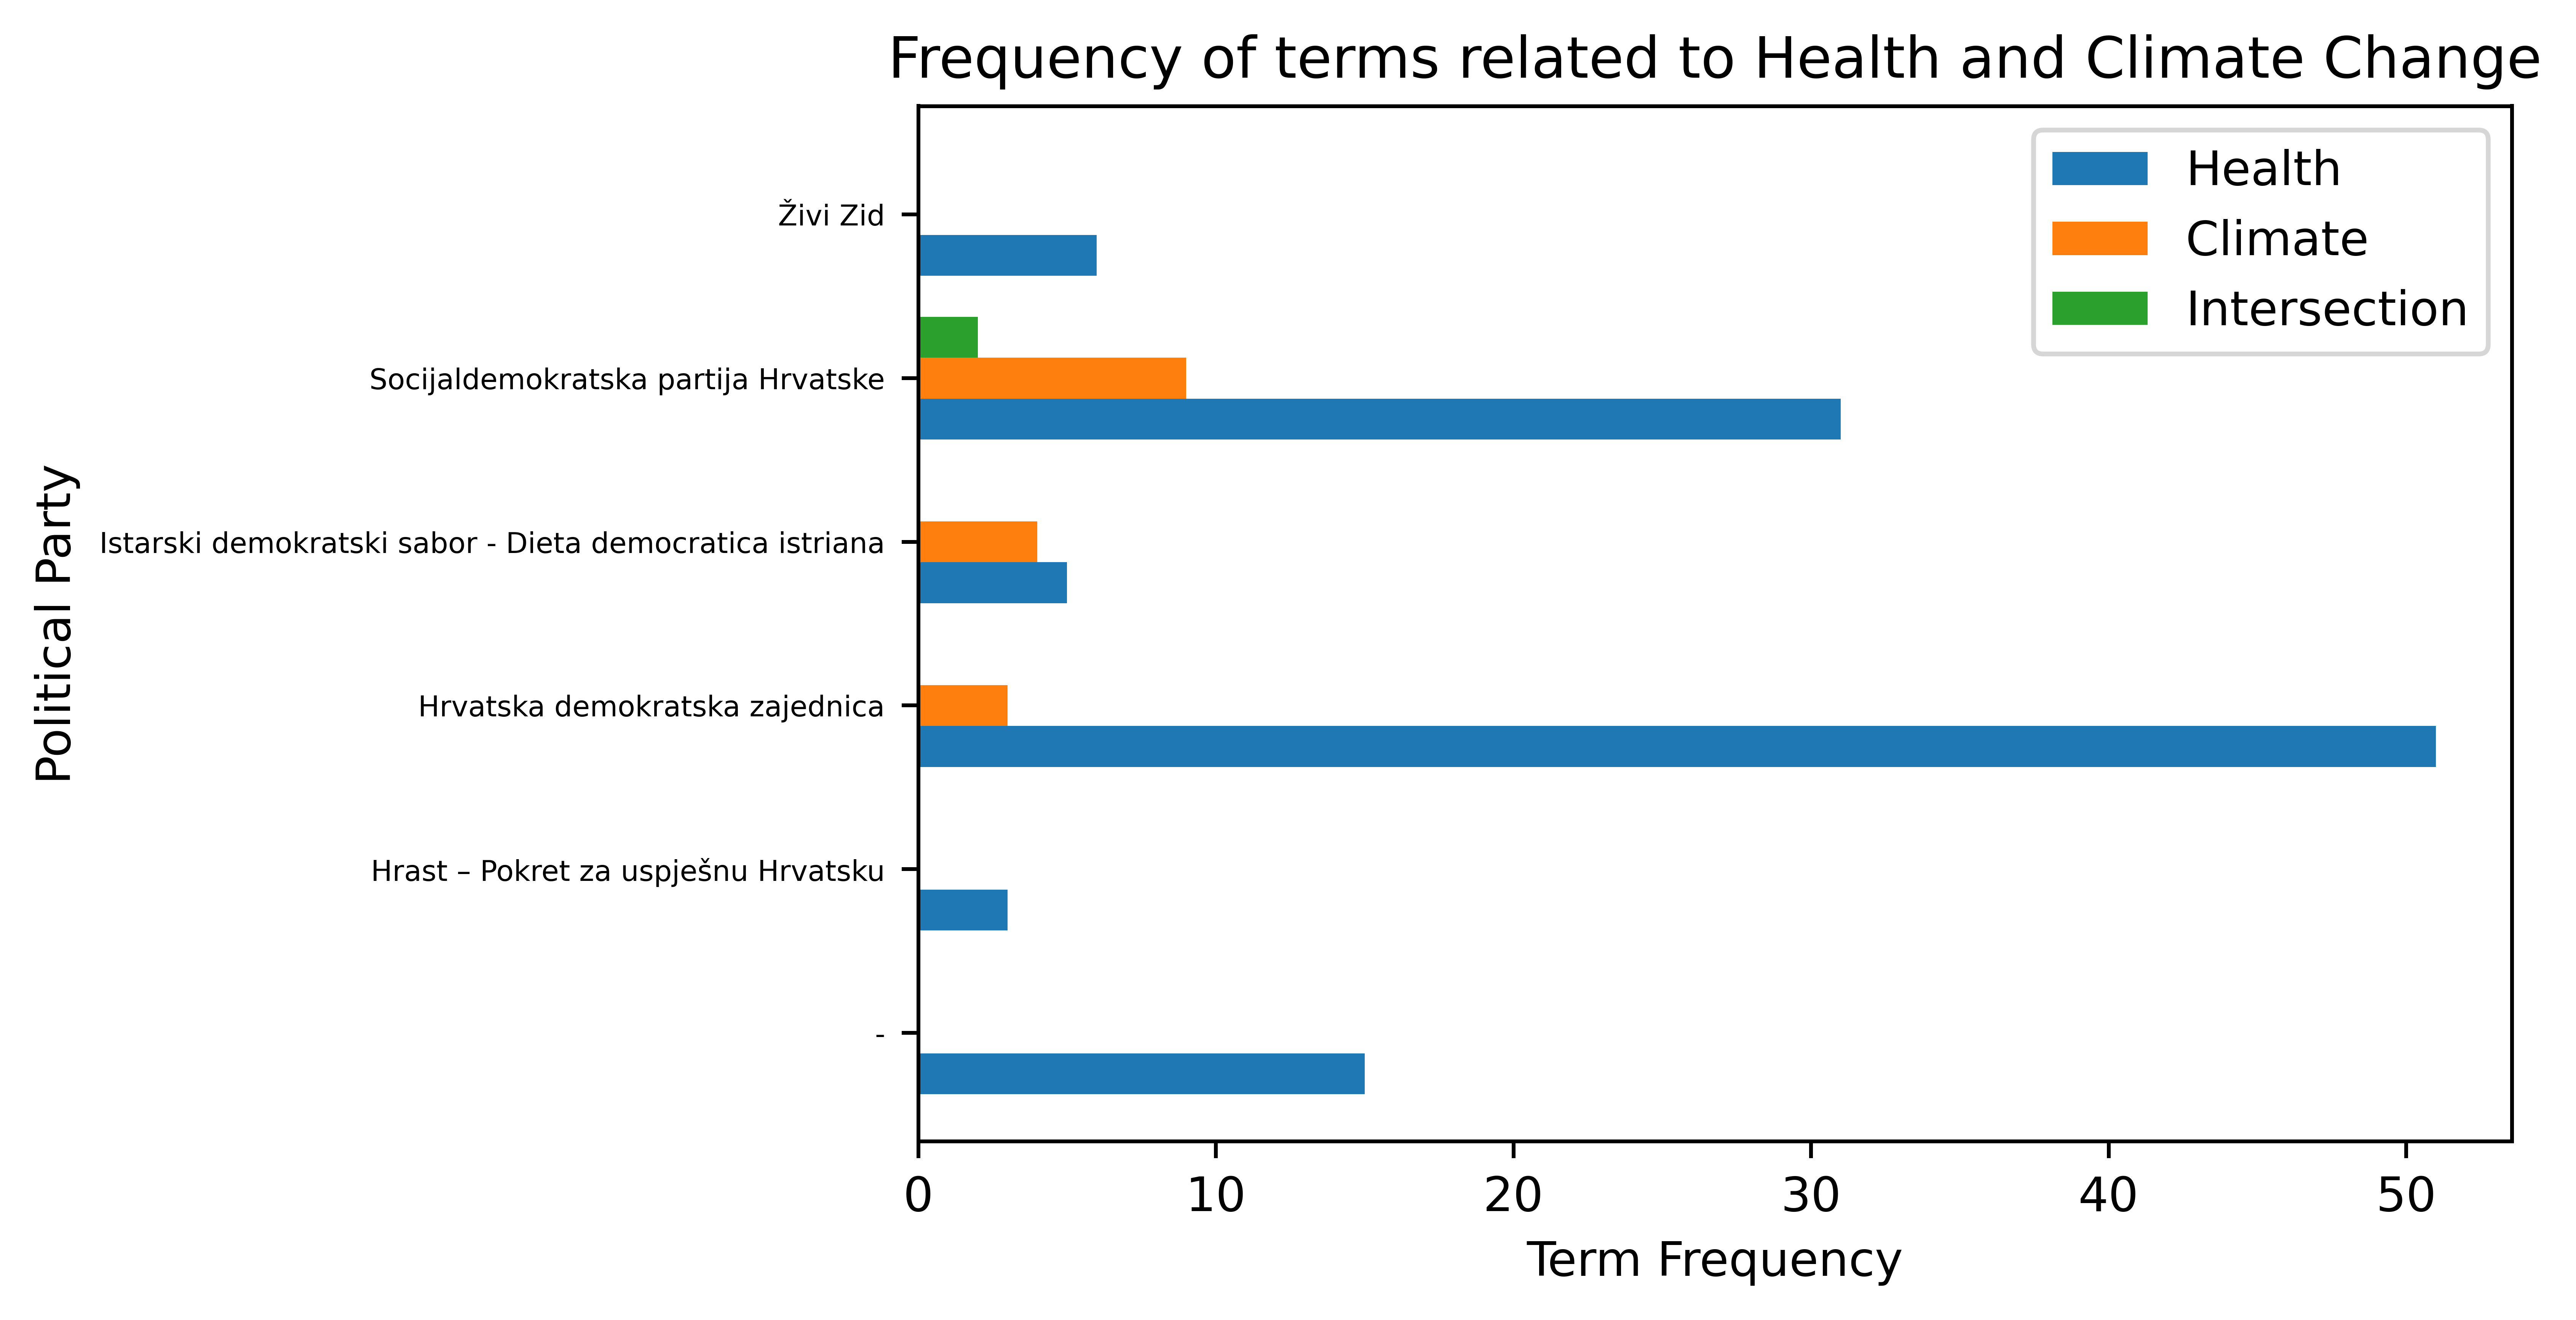 Frequency of terms related to Health and Climate Change
Health
Climate
Intersection
Živi Zid
Socijaldemokratska partija Hrvatske
Istarski demokratski sabor - Dieta democratica istriana
Hrvatska demokratska zajednica
Hrast – Pokret za uspješnu Hrvatsku
-
Political Party
0 10 20 30 40 50
Term Frequency